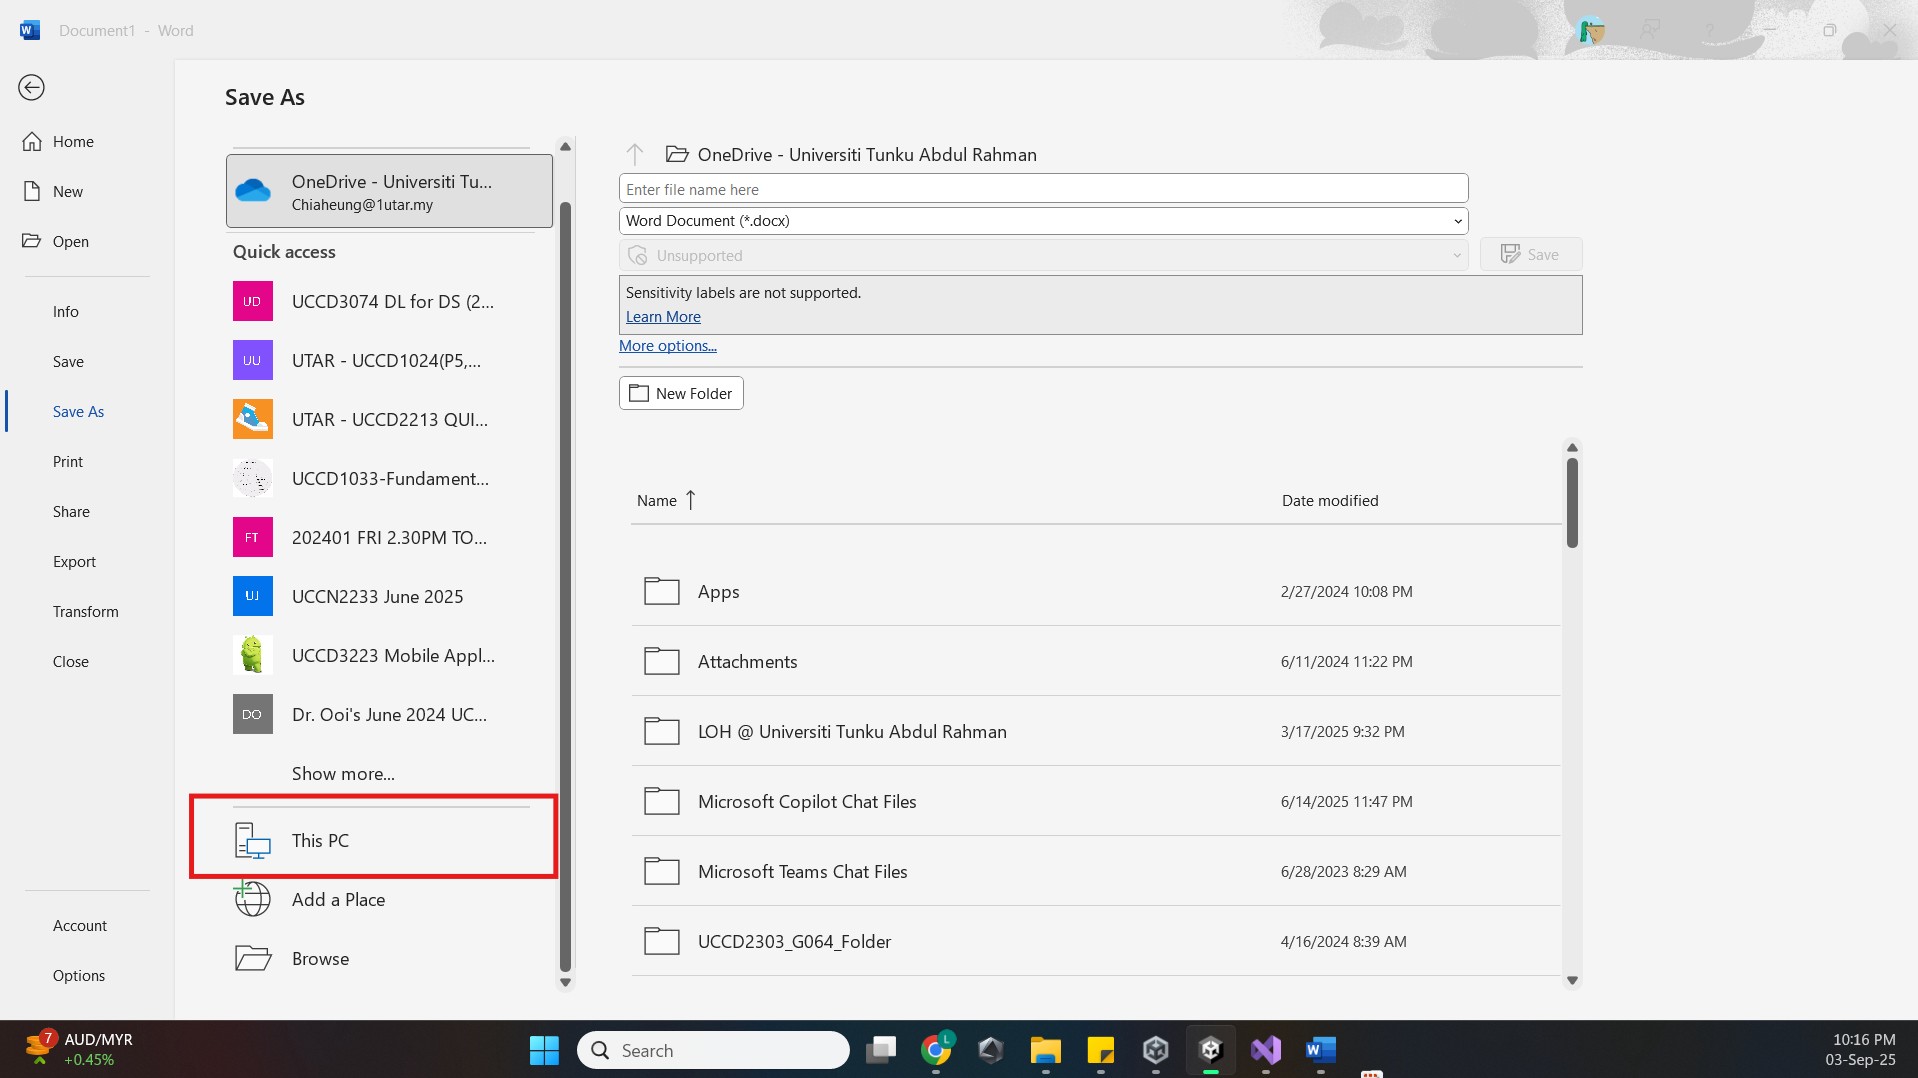 Document1 - Word
Save As
Home
New
Open
Info
Save
Save As
Print
Share
Export
Transform
Close
Account
Options
OneDrive - Universiti Tu...
Chiaheung@1utar.my
Quick access
UD
UCCD3074 DL for DS (2...
UU
UTAR - UCCD1024(P5,...
UTAR - UCCD2213 QUI...
UCCD1033-Fundament...
FT
202401 FRI 2.30PM TO...
UJ
UCCN2233 June 2025
UCCD3223 Mobile Appl...
DO
Dr. Ooi's June 2024 UC...
Show more...
This PC
Add a Place
Browse
OneDrive - Universiti Tunku Abdul Rahman
Enter file name here
Word Document (*.docx)
Unsupported
Save
Sensitivity labels are not supported.
Learn More
More options...
New Folder
Name ↑
Date modified
Apps
2/27/2024 10:08 PM
Attachments
6/11/2024 11:22 PM
LOH @ Universiti Tunku Abdul Rahman
3/17/2025 9:32 PM
Microsoft Copilot Chat Files
6/14/2025 11:47 PM
Microsoft Teams Chat Files
6/28/2023 8:29 AM
UCCD2303_G064_Folder
4/16/2024 8:39 AM
7
AUD/MYR
+0.45%
Search
L
W
10:16 PM
03-Sep-25